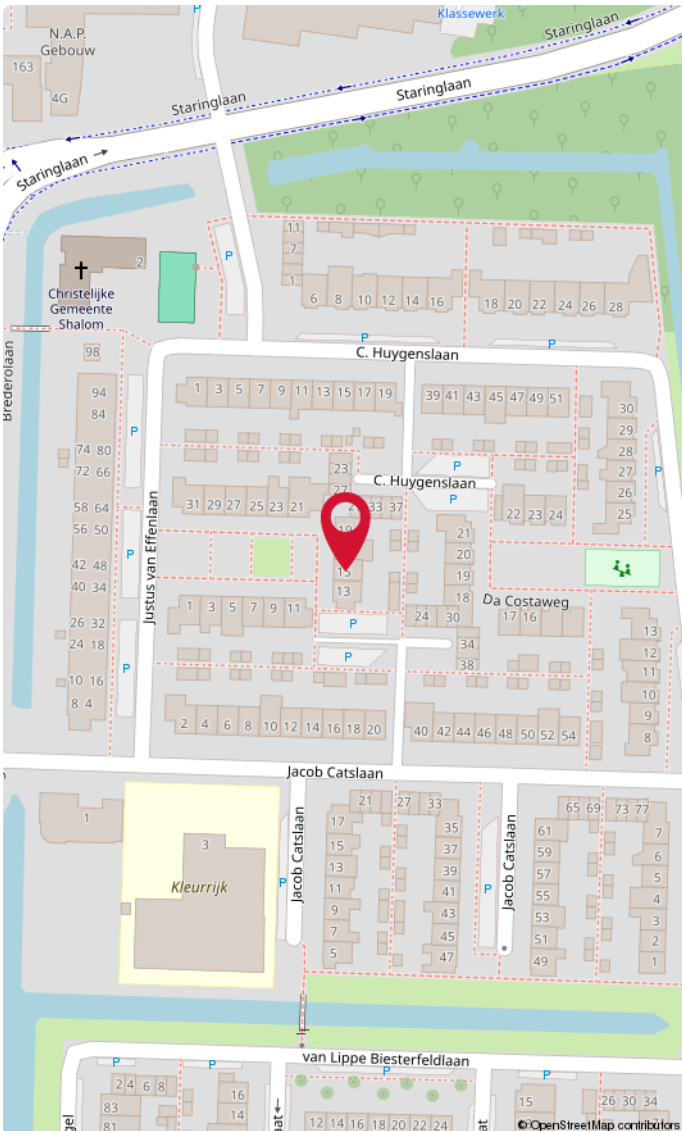 Klassewerk
P
N.A.P.
Gebouw
163
4G
Staringlaan
Staringlaan
Staringlaan
Staringlaan
2
Christelijke
Gemeente
Shalom
P
11
7
1
6 8 10 12 14 16
18 20 22 24 26 28
P
P
C. Huygenslaan
Brederolaan
98
94
84
74 80
72 66
58 64
56 50
42 48
40 34
26 32
24 18
10 16
8 4
P
P
P
Justus van Effenlaan
1 3 5 7 9 11 13 15 17 19
39 41 43 45 47 49 51
30
29
28
27
26
25
P
23
27
C. Huygenslaan
P
P
31 29 27 25 23 21
33 37
19
15
13
22 23 24
21
20
19
18
Da Costaweg
17 16
1 3 5 7 9 11
P
P
24 30
34
38
13
12
11
10
9
8
2 4 6 8 10 12 14 16 18 20
40 42 44 46 48 50 52 54
Jacob Catslaan
1
3
Kleurrijk
P
Jacob Catslaan
21 27 33
17
15
13
11
9
7
5
35
37
39
41
43
45
47
P
Jacob Catslaan
65 69 73 77
61
59
57
55
53
51
49
7
6
5
4
3
2
1
van Lippe Biesterfeldlaan
P
P
P
P
2 4 6 8
83
81
16
14
12 14 16 18 20 22 24
15
26 30 34
© OpenStreetMap contributors